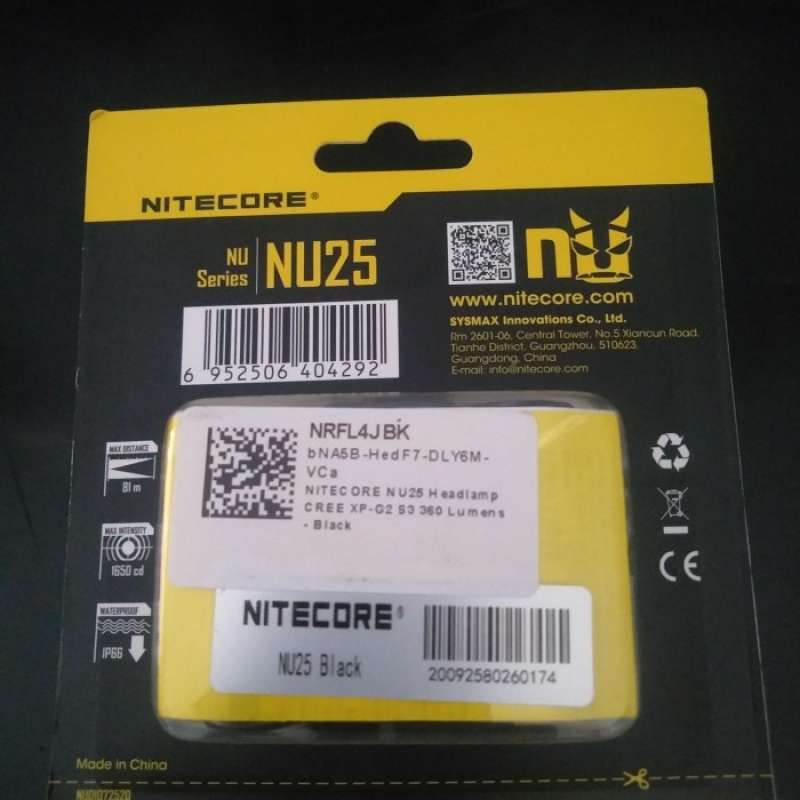 NITECORE®
NU
Series
NU25
nu
www.nitecore.com
SYSMAX Innovations Co., Ltd.
Rm 2601-06, Central Tower, No.5 Xiancun Road,
Tianhe District, Guangzhou, 510623,
Guangdong, China
E-mail: info@nitecore.com
6 952506 404292
NRFL4JBK
bNA5B-HedF7-DLY6M-
VCa
NITECORE NU25 Headlamp
CREE XP-G2 S3 360 Lumens
- Black
MAX DISTANCE
81 m
MAX INTENSITY
1650 cd
WATERPROOF
IP66
CE
NITECORE®
NU25 Black
20092580260174
Made in China